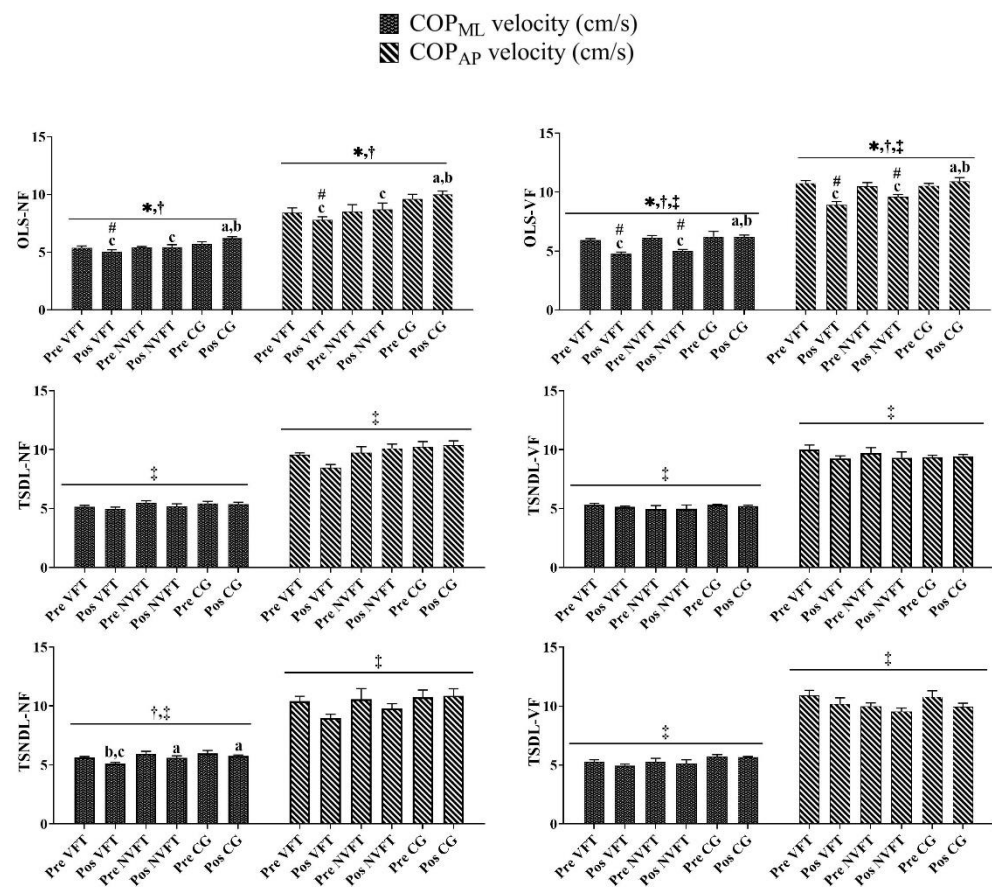 COPML velocity (cm/s)
COPAP velocity (cm/s)
OLS-NF
15
10
5
0
*,†
# c
c
a,b
*,†
# c
c
a,b
Pre VFT
Pos VFT
Pre NVFT
Pos NVFT
Pre CG
Pos CG
Pre VFT
Pos VFT
Pre NVFT
Pos NVFT
Pre CG
Pos CG
OLS-VF
15
10
5
0
*,†,‡
# c
# c
a,b
*,†,‡
# c
# c
a,b
Pre VFT
Pos VFT
Pre NVFT
Pos NVFT
Pre CG
Pos CG
Pre VFT
Pos VFT
Pre NVFT
Pos NVFT
Pre CG
Pos CG
TSDL-NF
15
10
5
0
‡
‡
Pre VFT
Pos VFT
Pre NVFT
Pos NVFT
Pre CG
Pos CG
Pre VFT
Pos VFT
Pre NVFT
Pos NVFT
Pre CG
Pos CG
TSNDL-VF
15
10
5
0
‡
‡
Pre VFT
Pos VFT
Pre NVFT
Pos NVFT
Pre CG
Pos CG
Pre VFT
Pos VFT
Pre NVFT
Pos NVFT
Pre CG
Pos CG
TSNDL-NF
15
10
5
0
†,‡
b,c
a
a
‡
Pre VFT
Pos VFT
Pre NVFT
Pos NVFT
Pre CG
Pos CG
Pre VFT
Pos VFT
Pre NVFT
Pos NVFT
Pre CG
Pos CG
TSDL-VF
15
10
5
0
‡
‡
Pre VFT
Pos VFT
Pre NVFT
Pos NVFT
Pre CG
Pos CG
Pre VFT
Pos VFT
Pre NVFT
Pos NVFT
Pre CG
Pos CG